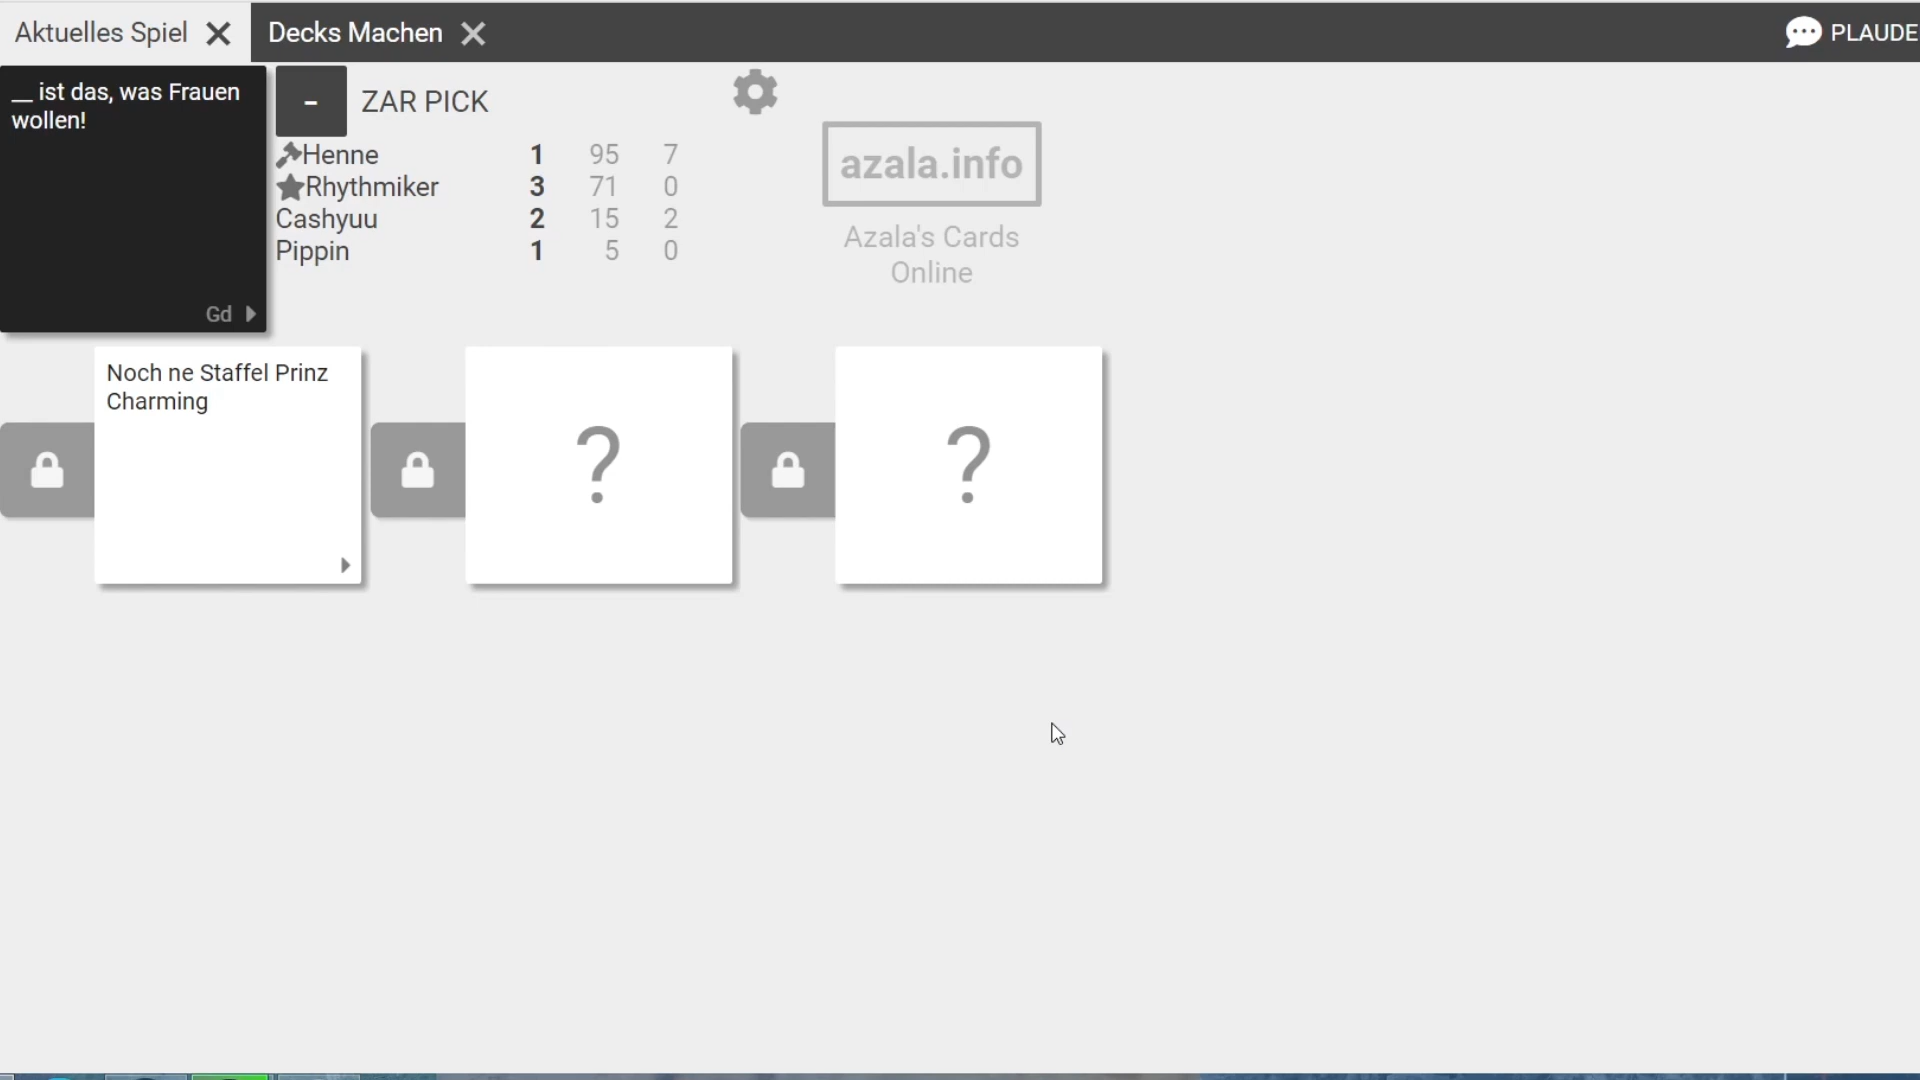 Aktuelles Spiel
Decks Machen
PLAUDE
__ ist das, was Frauen
wollen!
Gd
-
ZAR PICK
Henne 1 95 7
Rhythmiker 3 71 0
Cashyuu 2 15 2
Pippin 1 5 0
azala.info
Azala's Cards
Online
Noch ne Staffel Prinz
Charming
?
?